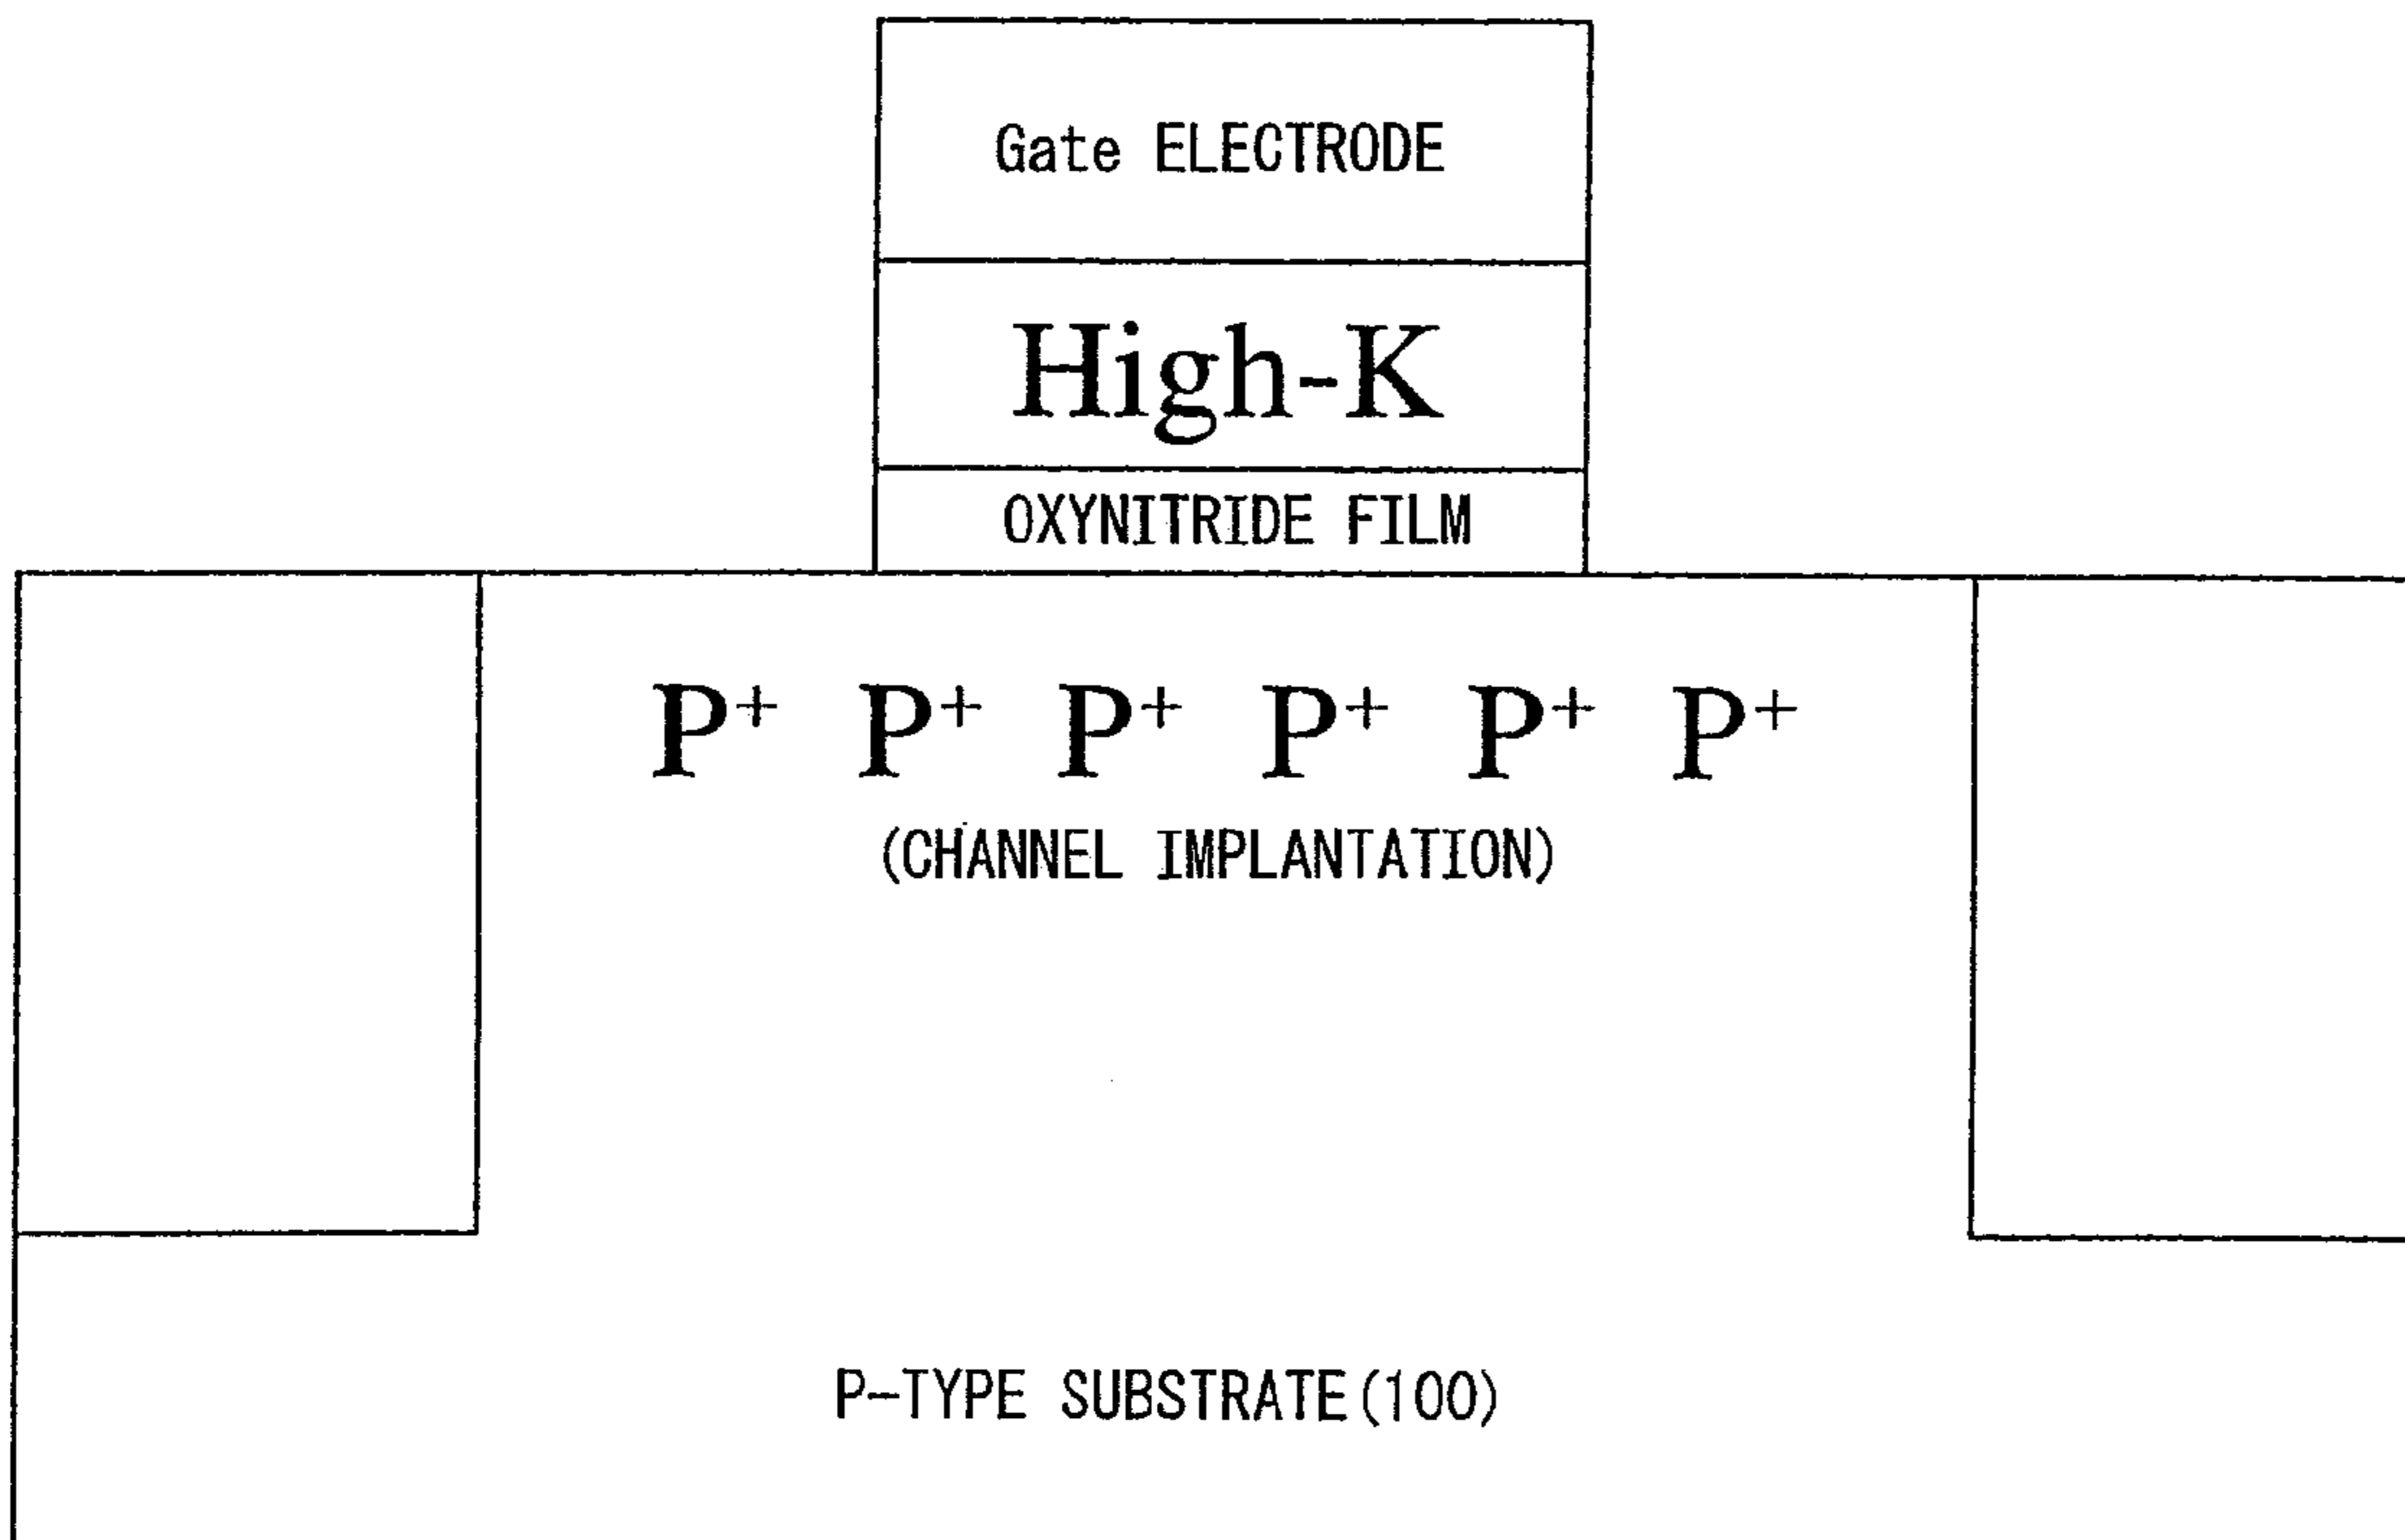 Gate ELECTRODE
High-K
OXYNITRIDE FILM
P+ P+ P+ P+ P+ P+
(CHANNEL IMPLANTATION)
P-TYPE SUBSTRATE(100)